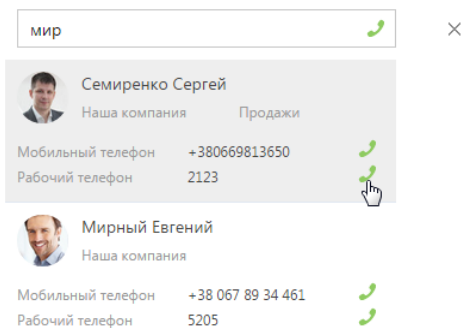 мир
Семиренко Сергей
Наша компания Продажи
Мобильный телефон +380669813650
Рабочий телефон 2123
Мирный Евгений
Наша компания
Мобильный телефон +38 067 89 34 461
Рабочий телефон 5205